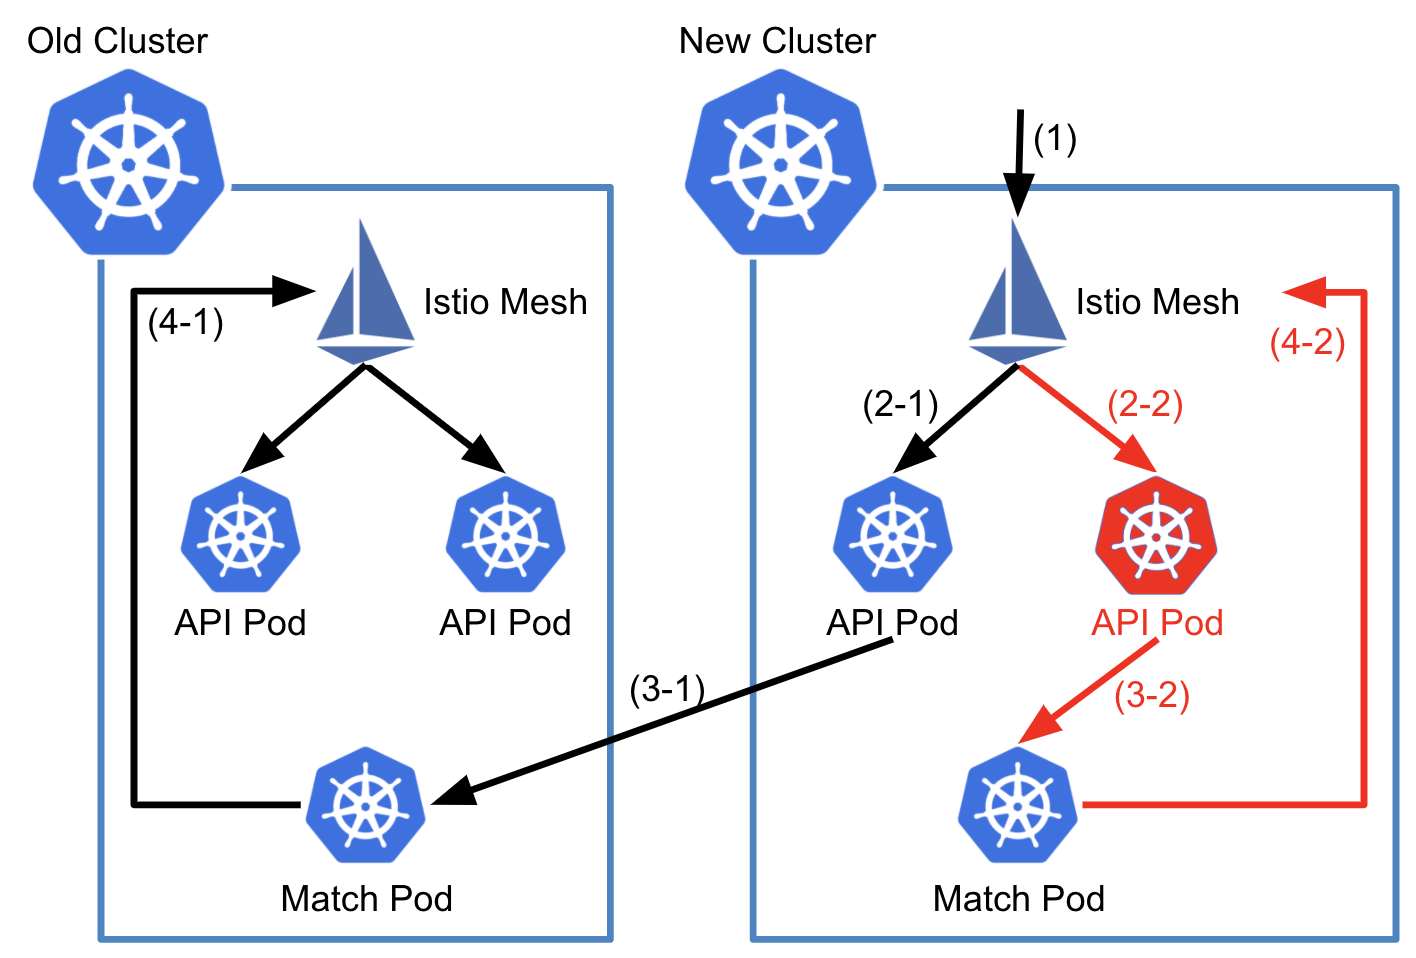 Old Cluster
New Cluster
(1)
Istio Mesh
(4-1)
Istio Mesh
(4-2)
(2-1)
(2-2)
API Pod
API Pod
API Pod
API Pod
(3-1)
(3-2)
Match Pod
Match Pod